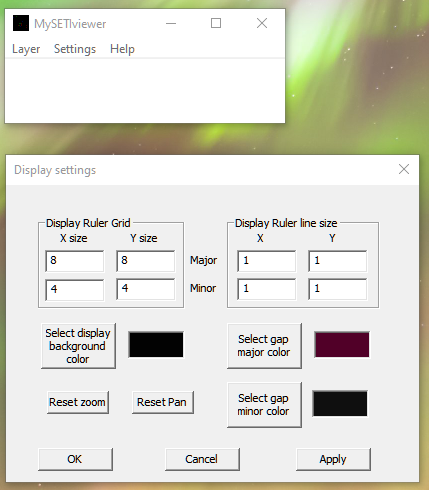 MySETIviewer
Layer Settings Help
Display settings
Display Ruler Grid
X size Y size
8 8 Major
4 4 Minor
Display Ruler line size
X Y
1 1
1 1
Select display
background
color
Select gap
major color
Reset zoom Reset Pan
Select gap
minor color
OK Cancel Apply